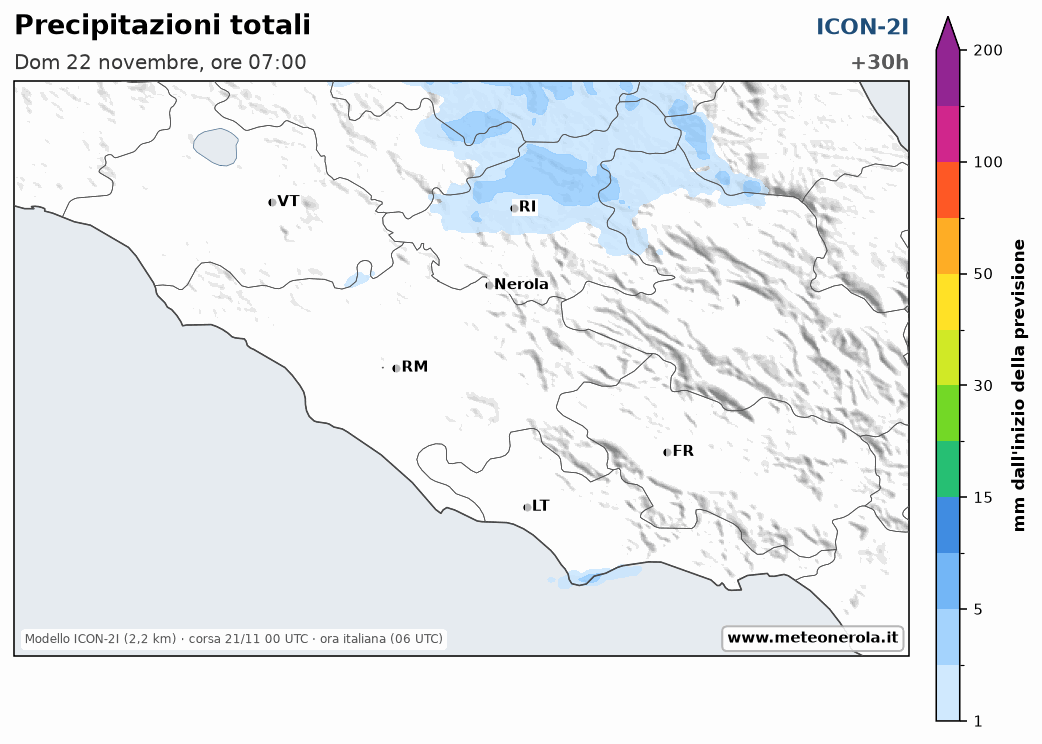 Precipitazioni totali
ICON-2I
Dom 22 novembre, ore 07:00
+30h
200
100
50
30
15
5
1
mm dall'inizio della previsione
VT
RI
Nerola
RM
FR
LT
Modello ICON-2I (2,2 km) · corsa 21/11 00 UTC · ora italiana (06 UTC)
www.meteonerola.it